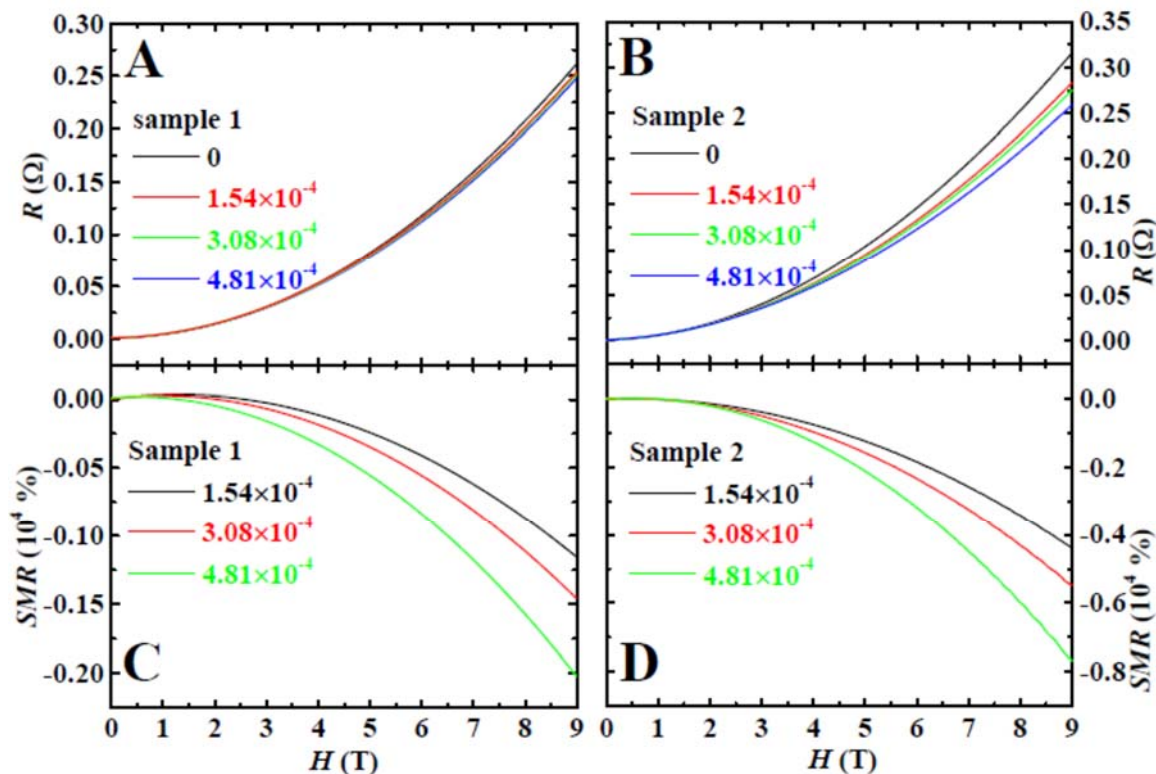 A
sample 1
0
1.54×10⁻⁴
3.08×10⁻⁴
4.81×10⁻⁴
R (Ω)
0.30
0.25
0.20
0.15
0.10
0.05
0.00
B
Sample 2
0
1.54×10⁻⁴
3.08×10⁻⁴
4.81×10⁻⁴
R (Ω)
0.35
0.30
0.25
0.20
0.15
0.10
0.05
0.00
C
Sample 1
1.54×10⁻⁴
3.08×10⁻⁴
4.81×10⁻⁴
SMR (10⁴ %)
0.00
-0.05
-0.10
-0.15
-0.20
0 1 2 3 4 5 6 7 8 9
H (T)
D
Sample 2
1.54×10⁻⁴
3.08×10⁻⁴
4.81×10⁻⁴
SMR (10⁴ %)
0.0
-0.2
-0.4
-0.6
-0.8
0 1 2 3 4 5 6 7 8 9
H (T)